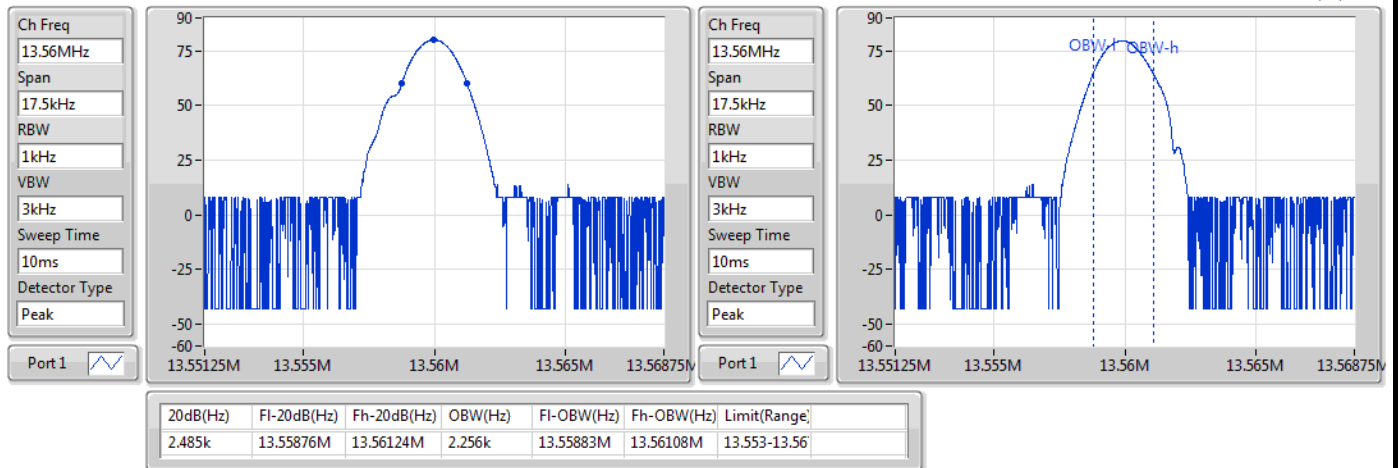 Ch Freq
13.56MHz
Span
17.5kHz
RBW
1kHz
VBW
3kHz
Sweep Time
10ms
Detector Type
Peak
Port 1
90
75
50
25
0
-25
-50
-60
13.55125M 13.555M 13.56M 13.565M 13.56875M
Ch Freq
13.56MHz
Span
17.5kHz
RBW
1kHz
VBW
3kHz
Sweep Time
10ms
Detector Type
Peak
Port 1
90
75
50
25
0
-25
-50
-60
OBW-l OBW-h
13.55125M 13.555M 13.56M 13.565M 13.56875M
20dB(Hz) Fl-20dB(Hz) Fh-20dB(Hz) OBW(Hz) Fl-OBW(Hz) Fh-OBW(Hz) Limit(Range)
2.485k 13.55876M 13.56124M 2.256k 13.55883M 13.56108M 13.553-13.56